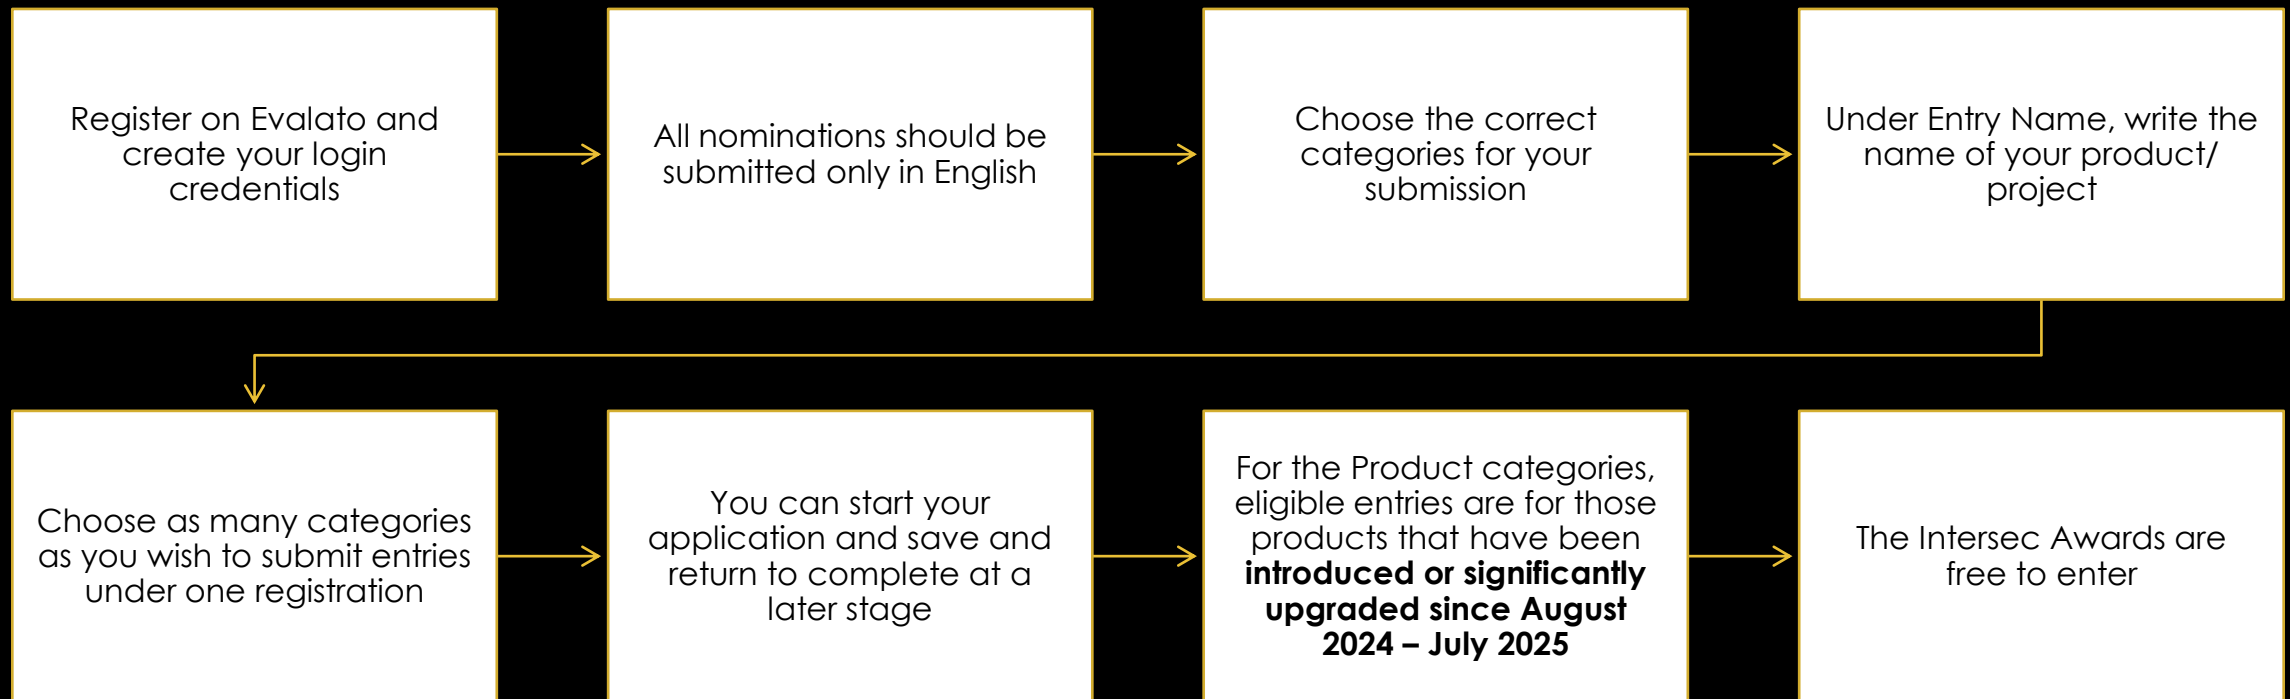 Register on Evalato and
create your login
credentials
All nominations should be
submitted only in English
Choose the correct
categories for your
submission
Under Entry Name, write the
name of your product/
project
Choose as many categories
as you wish to submit entries
under one registration
You can start your
application and save and
return to complete at a
later stage
For the Product categories,
eligible entries are for those
products that have been
introduced or significantly
upgraded since August
2024 – July 2025
The Intersec Awards are
free to enter